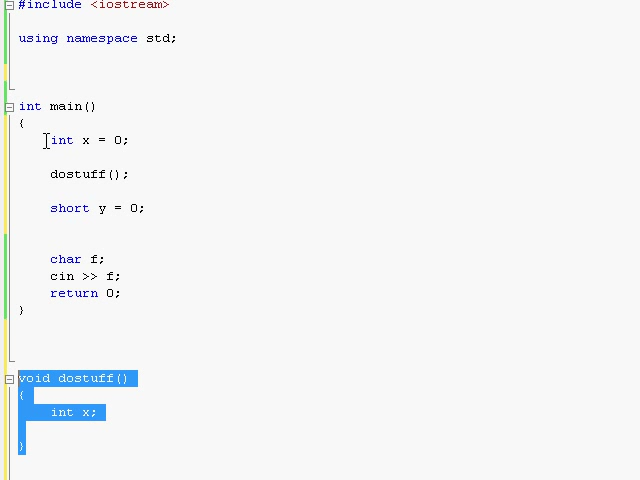 #include <iostream>
using namespace std;
int main()
{
int x = 0;
dostuff();
short y = 0;
char f;
cin >> f;
return 0;
}
void dostuff()
{
int x;
}